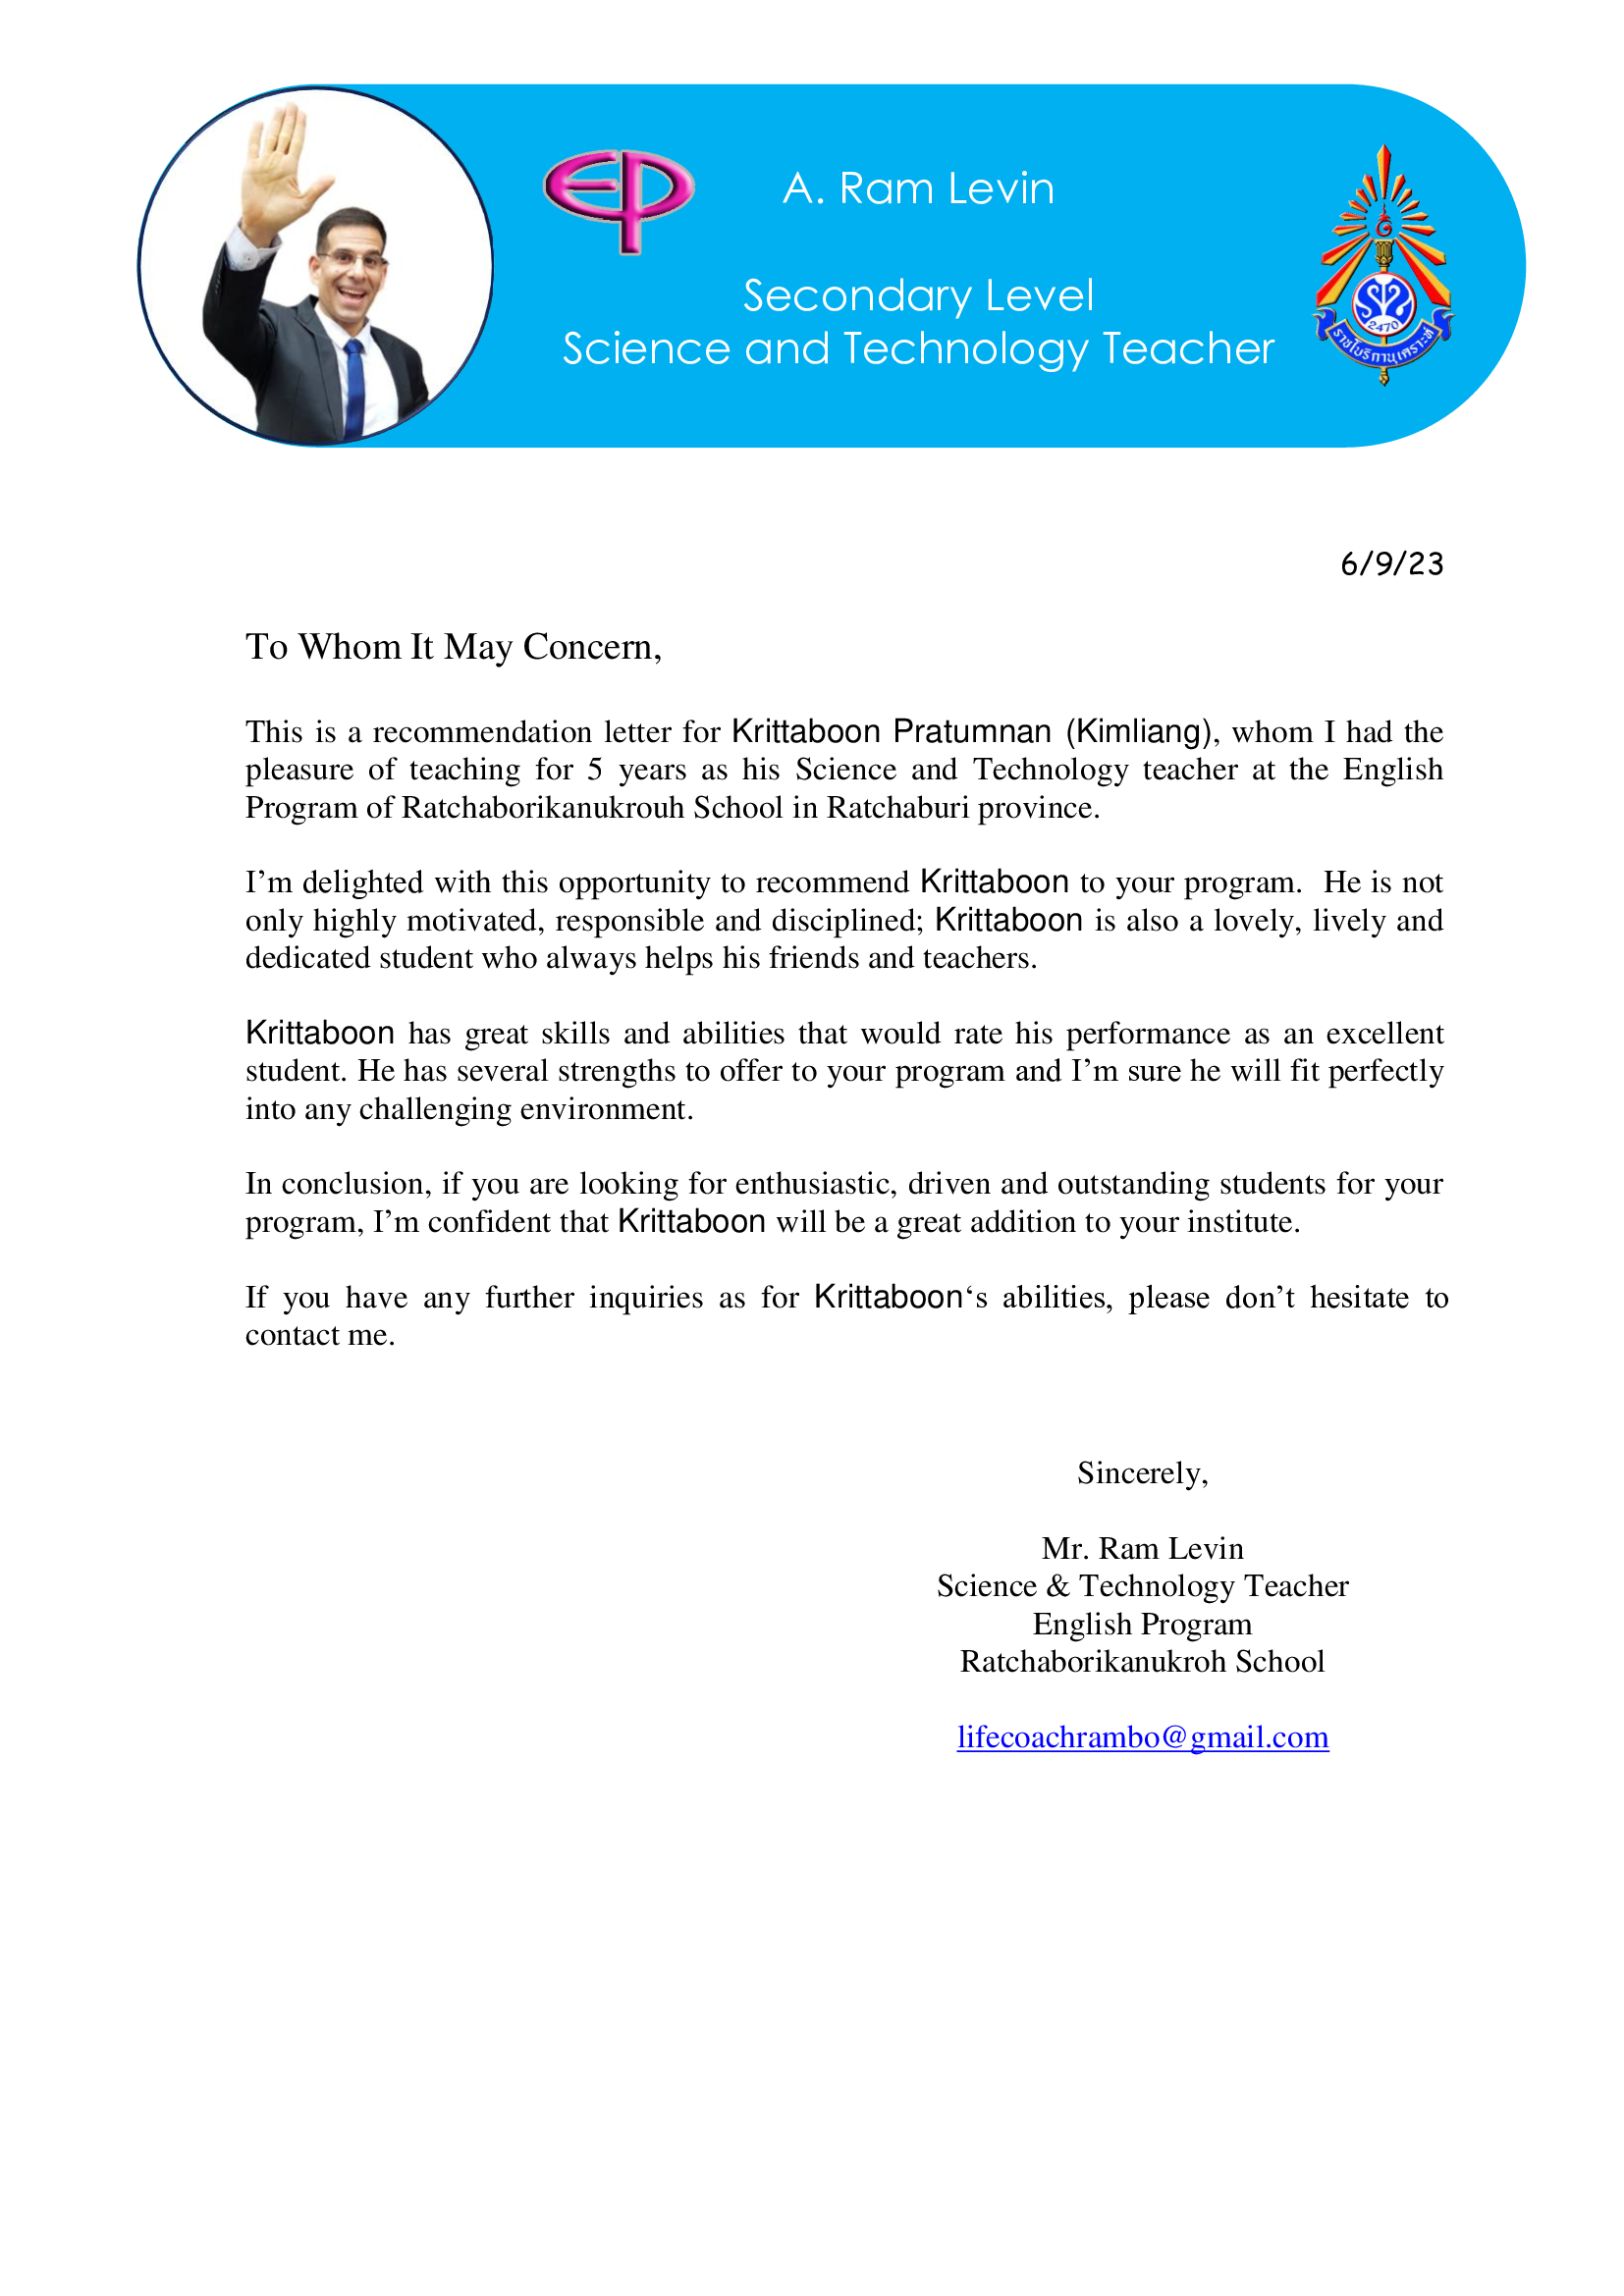 EP
A. Ram Levin
Secondary Level
Science and Technology Teacher
2470
ราชโบริกานุเคราะห์
6/9/23
To Whom It May Concern,
This is a recommendation letter for Krittaboon Pratumnan (Kimliang), whom I had the
pleasure of teaching for 5 years as his Science and Technology teacher at the English
Program of Ratchaborikanukrouh School in Ratchaburi province.
I’m delighted with this opportunity to recommend Krittaboon to your program.  He is not
only highly motivated, responsible and disciplined; Krittaboon is also a lovely, lively and
dedicated student who always helps his friends and teachers.
Krittaboon has great skills and abilities that would rate his performance as an excellent
student. He has several strengths to offer to your program and I’m sure he will fit perfectly
into any challenging environment.
In conclusion, if you are looking for enthusiastic, driven and outstanding students for your
program, I’m confident that Krittaboon will be a great addition to your institute.
If you have any further inquiries as for Krittaboon‘s abilities, please don’t hesitate to
contact me.
Sincerely,
Mr. Ram Levin
Science & Technology Teacher
English Program
Ratchaborikanukroh School
lifecoachrambo@gmail.com